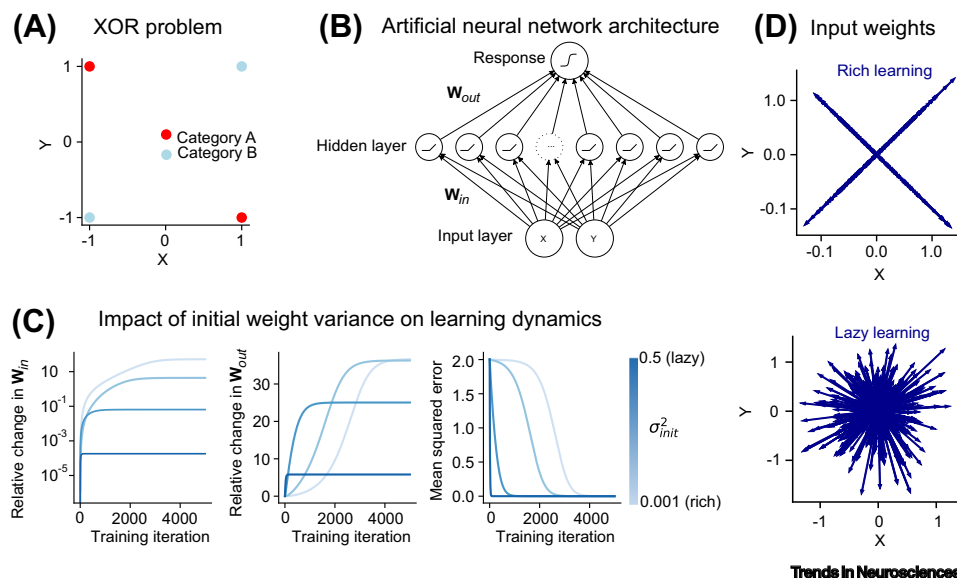 (A) XOR problem
1
0
-1
Y
-1 0 1
X
Category A
Category B
(B) Artificial neural network architecture
Response
W out
Hidden layer
...
W in
Input layer
X Y
(C) Impact of initial weight variance on learning dynamics
Relative change in W in
10
10^-1
10^-3
10^-5
0 2000 4000
Training iteration
Relative change in W out
30
20
10
0
0 2000 4000
Training iteration
Mean squared error
2.0
1.5
1.0
0.5
0.0
0 2000 4000
Training iteration
0.5 (lazy)
σ²init
0.001 (rich)
(D) Input weights
Rich learning
1.0
0.0
-0.1
Y
-0.1 0.0 1.0
X
Lazy learning
1
0
-1
Y
-1 0 1
X
Trends in Neurosciences